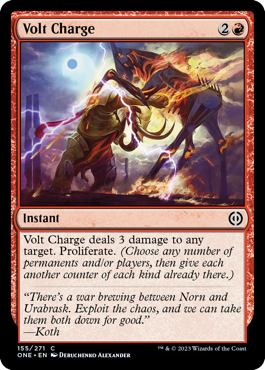 Volt Charge 2
Instant
Volt Charge deals 3 damage to any
target. Proliferate. (Choose any number of
permanents and/or players, then give each
another counter of each kind already there.)
"There's a war brewing between Norn and
Urabrask. Exploit the chaos, and we can take
them both down for good."
—Koth
155/271 C
ONE • EN Deruchenko Alexander
™ & © 2023 Wizards of the Coast